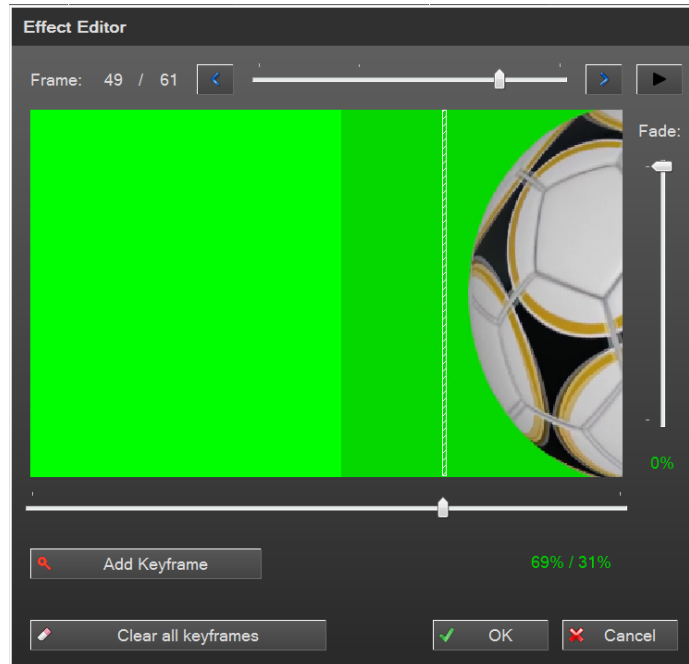 Effect Editor
Frame: 49 / 61
Fade:
0%
Add Keyframe
69% / 31%
Clear all keyframes
OK
Cancel